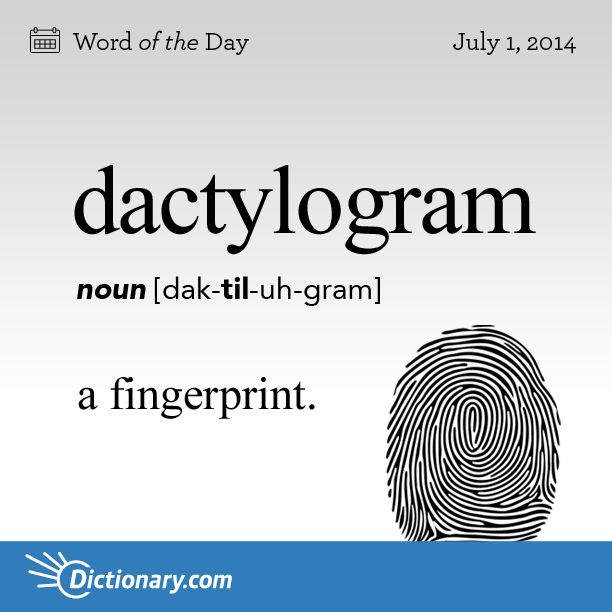 Word of the Day
July 1, 2014
dactylogram
noun [dak-til-uh-gram]
a fingerprint.
Dictionary.com